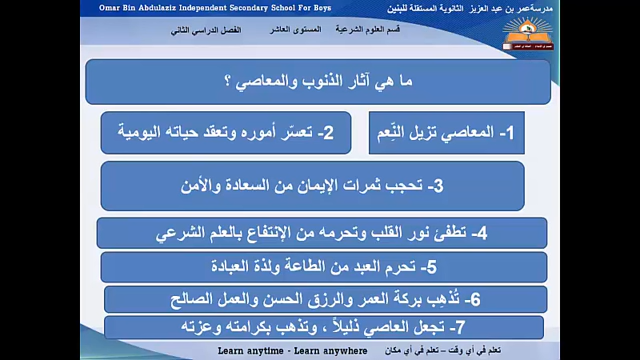 Omar Bin Abdulaziz Independent Secondary School For Boys
مدرسة عمر بن عبد العزيز الثانوية المستقلة للبنين
قسم العلوم الشرعية المستوى العاشر الفصل الدراسي الثاني
ما هي آثار الذنوب والمعاصي ؟
1- المعاصي تزيل النِّعم
2- تعسّر أموره وتعقد حياته اليومية
3- تحجب ثمرات الإيمان من السعادة والأمن
4- تطفئ نور القلب وتحرمه من الإنتفاع بالعلم الشرعي
5- تحرم العبد من الطاعة ولذة العبادة
6- تُذهِب بركة العمر والرزق الحسن والعمل الصالح
7- تجعل العاصي ذليلاً ، وتذهب بكرامته وعزته
Learn anytime - Learn anywhere
تعلم في أي وقت – تعلم في أي مكان